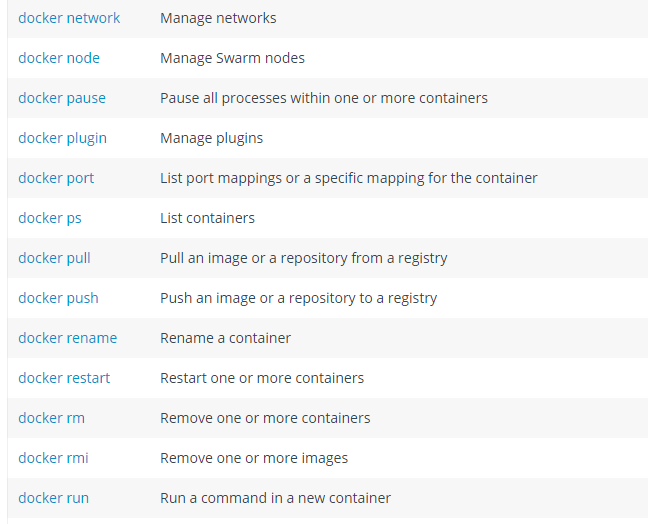 docker network Manage networks
docker node Manage Swarm nodes
docker pause Pause all processes within one or more containers
docker plugin Manage plugins
docker port List port mappings or a specific mapping for the container
docker ps List containers
docker pull Pull an image or a repository from a registry
docker push Push an image or a repository to a registry
docker rename Rename a container
docker restart Restart one or more containers
docker rm Remove one or more containers
docker rmi Remove one or more images
docker run Run a command in a new container